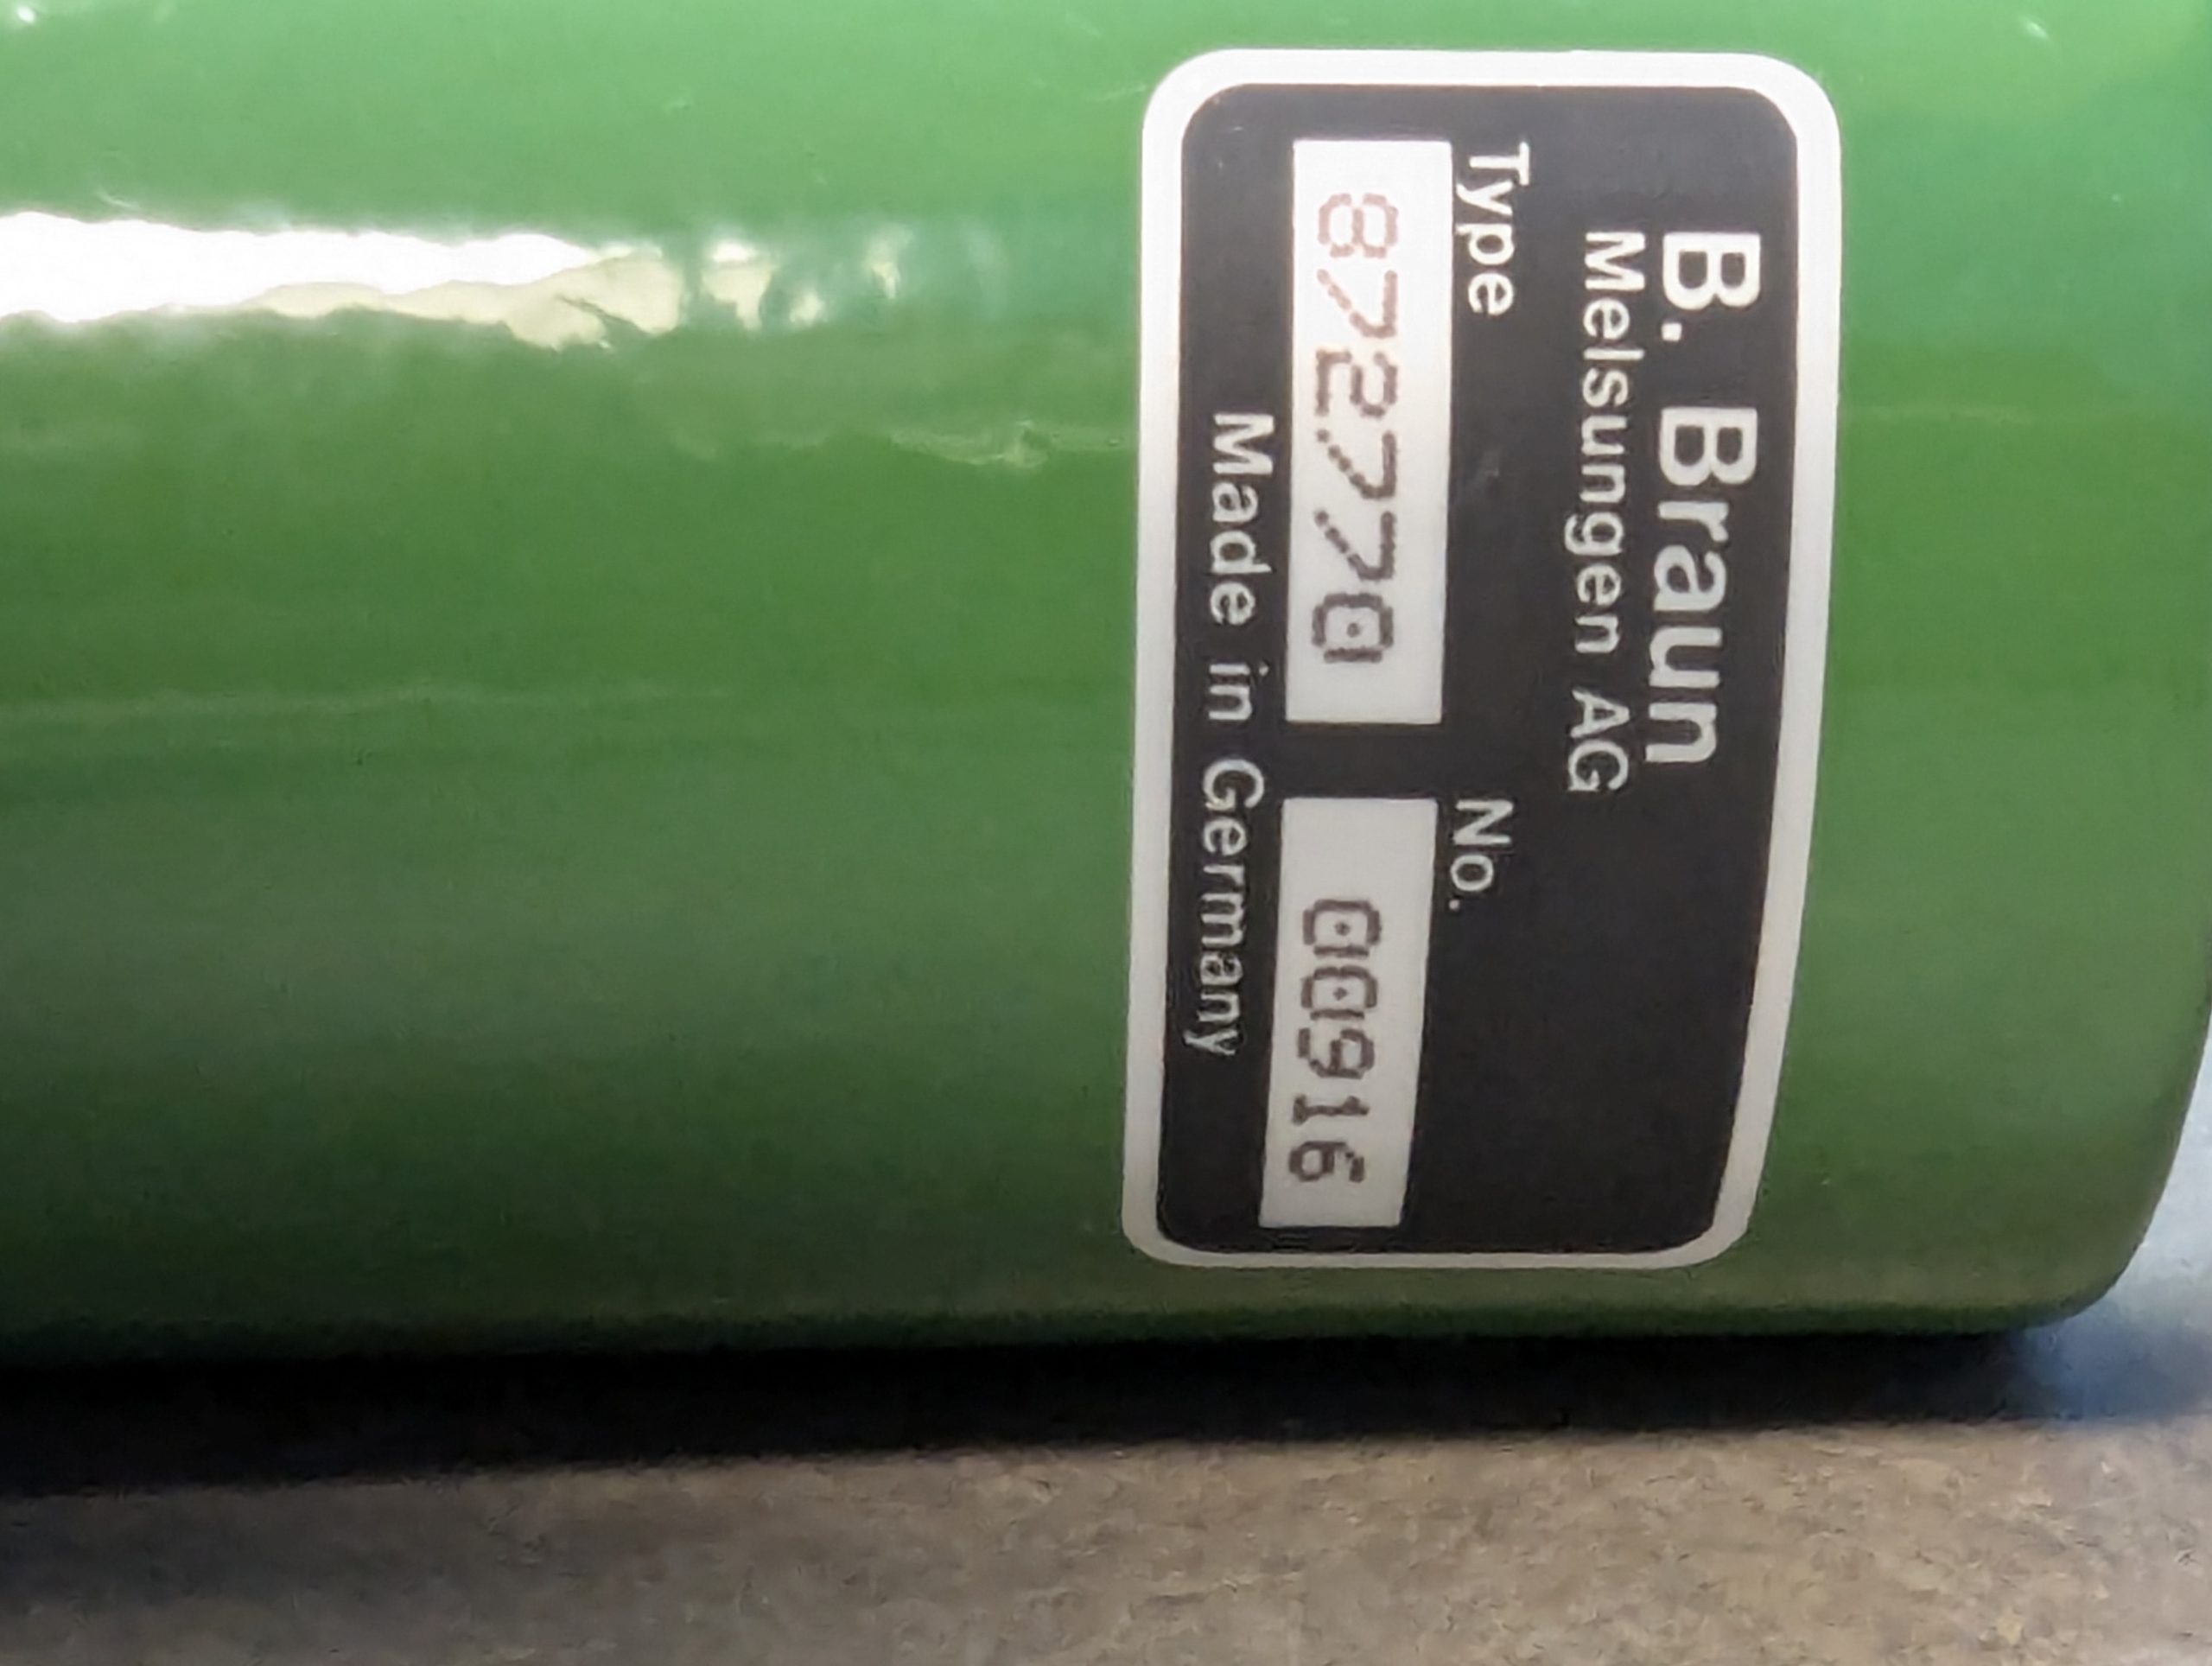 B. Braun
Melsungen AG
Type No.
872770 00916
Made in Germany